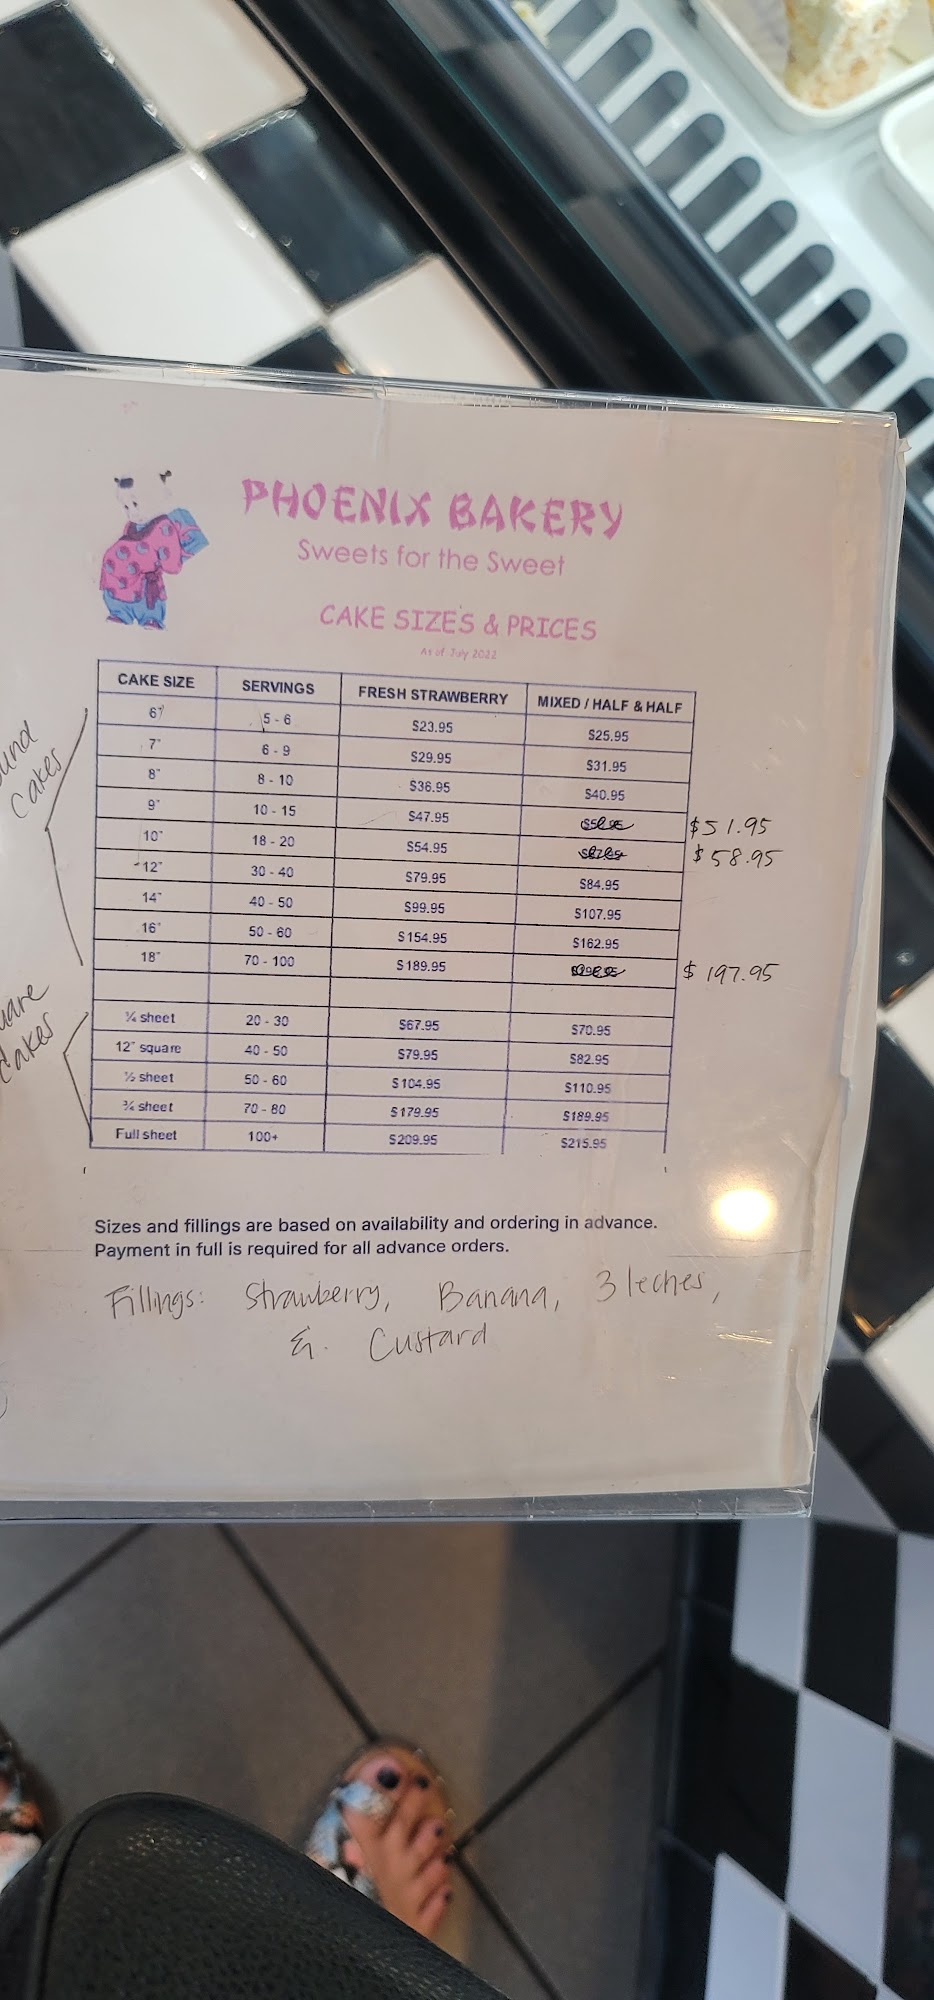 PHOENIX BAKERY
Sweets for the Sweet
CAKE SIZES & PRICES
As of July 2022
CAKE SIZE SERVINGS FRESH STRAWBERRY MIXED / HALF & HALF
6" 5 - 6 $23.95 $25.95
7" 6 - 9 $29.95 $31.95
8" 8 - 10 $36.95 $40.95
9" 10 - 15 $47.95 $51.95
10" 18 - 20 $54.95 $58.95
12" 30 - 40 $79.95 $84.95
14" 40 - 50 $99.95 $107.95
16" 50 - 60 $154.95 $162.95
18" 70 - 100 $189.95 $197.95
¼ sheet 20 - 30 $67.95 $70.95
12" square 40 - 50 $79.95 $82.95
½ sheet 50 - 60 $104.95 $110.95
¾ sheet 70 - 80 $179.95 $189.95
Full sheet 100+ $209.95 $215.95
Cakes
Cakes
Sizes and fillings are based on availability and ordering in advance.
Payment in full is required for all advance orders.
Fillings: Strawberry, Banana, 3 leches,
& Custard